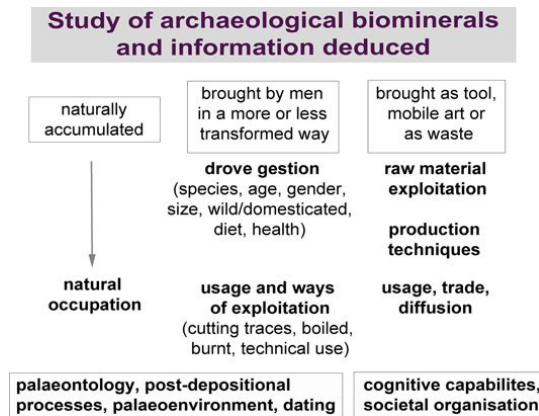 Study of archaeological biominerals
and information deduced
naturally
accumulated
brought by men
in a more or less
transformed way
brought as tool,
mobile art or
as waste
drove gestion
(species, age, gender,
size, wild/domesticated,
diet, health)
raw material
exploitation
production
techniques
natural
occupation
usage and ways
of exploitation
(cutting traces, boiled,
burnt, technical use)
usage, trade,
diffusion
palaeontology, post-depositional
processes, palaeoenvironment, dating
cognitive capabilites,
societal organisation